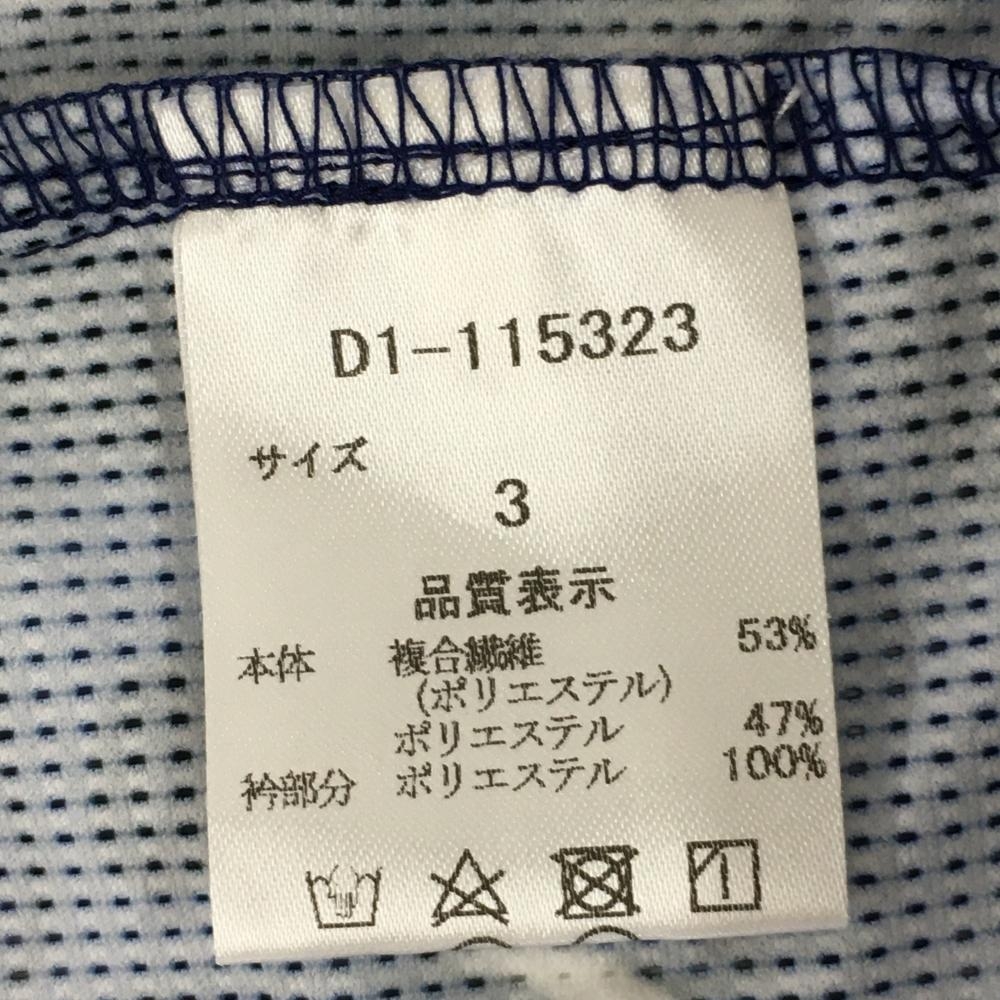 D1-115323
サイズ
3
品質表示
本体 複合繊維 53%
(ポリエステル)
ポリエステル 47%
衿部分 ポリエステル 100%